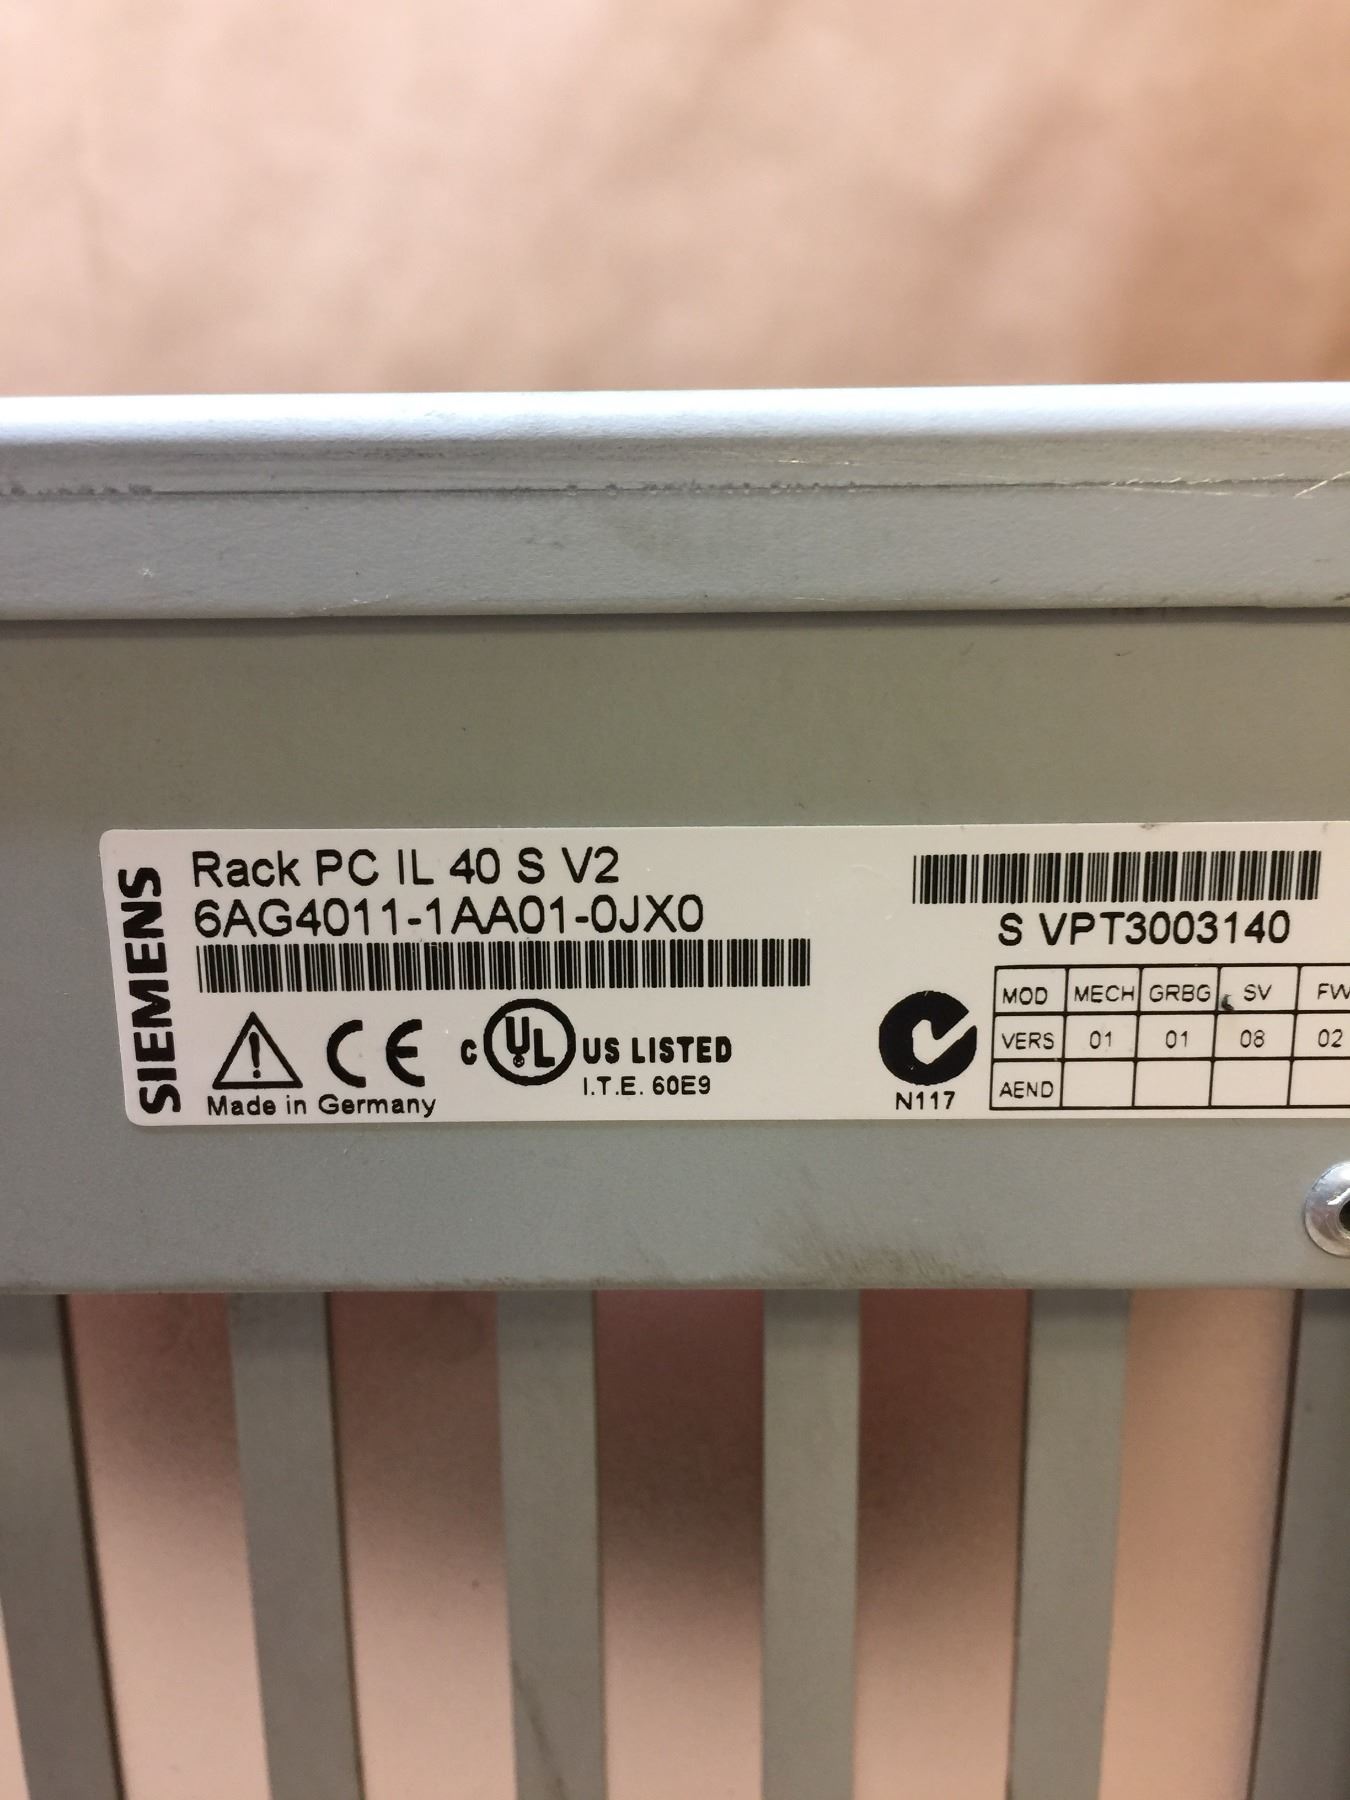 SIEMENS
Rack PC IL 40 S V2
6AG4011-1AA01-0JX0
S VPT3003140
CE
c UL US LISTED
I.T.E. 60E9
Made in Germany
N117
MOD MECH GRBG SV FW
VERS 01 01 08 02
AEND